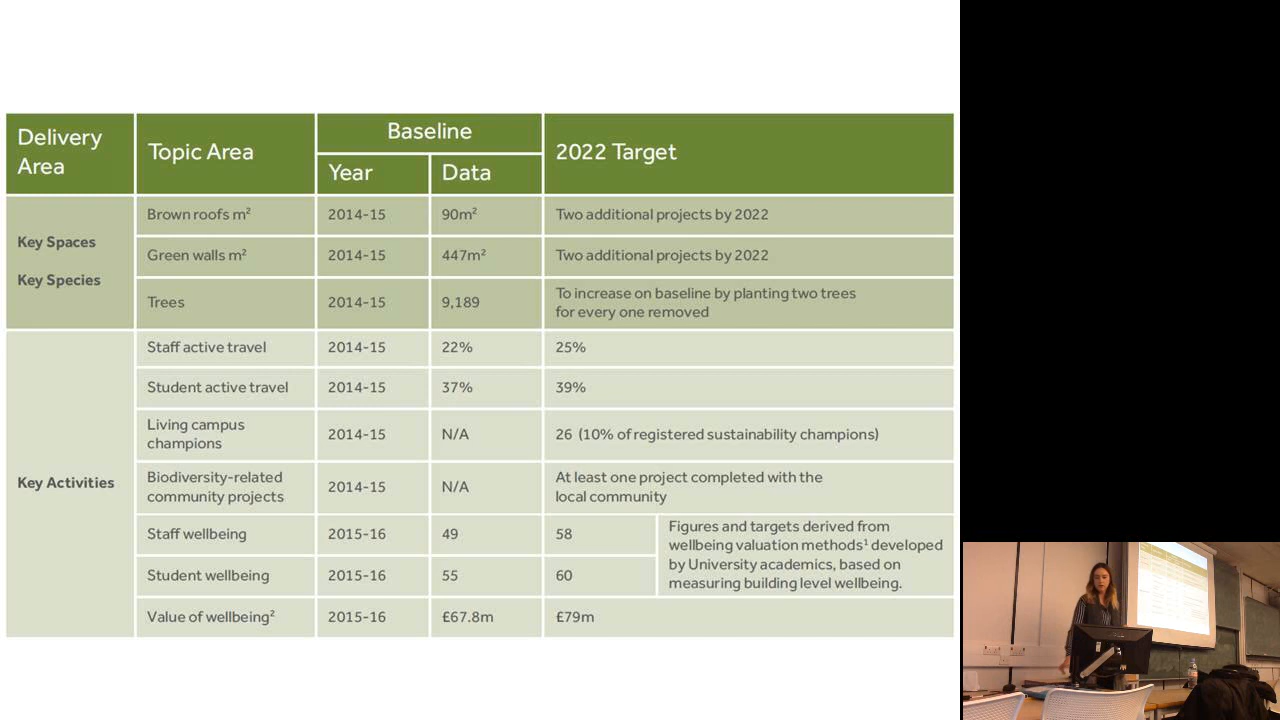 Delivery
Area
Topic Area
Baseline
2022 Target
Year
Data
Key Spaces
Key Species
Brown roofs m²
2014-15
90m²
Two additional projects by 2022
Green walls m²
2014-15
447m²
Two additional projects by 2022
Trees
2014-15
9,189
To increase on baseline by planting two trees
for every one removed
Key Activities
Staff active travel
2014-15
22%
25%
Student active travel
2014-15
37%
39%
Living campus
champions
2014-15
N/A
26 (10% of registered sustainability champions)
Biodiversity-related
community projects
2014-15
N/A
At least one project completed with the
local community
Staff wellbeing
2015-16
49
58
Figures and targets derived from
wellbeing valuation methods¹ developed
by University academics, based on
measuring building level wellbeing.
Student wellbeing
2015-16
55
60
Value of wellbeing²
2015-16
£67.8m
£79m